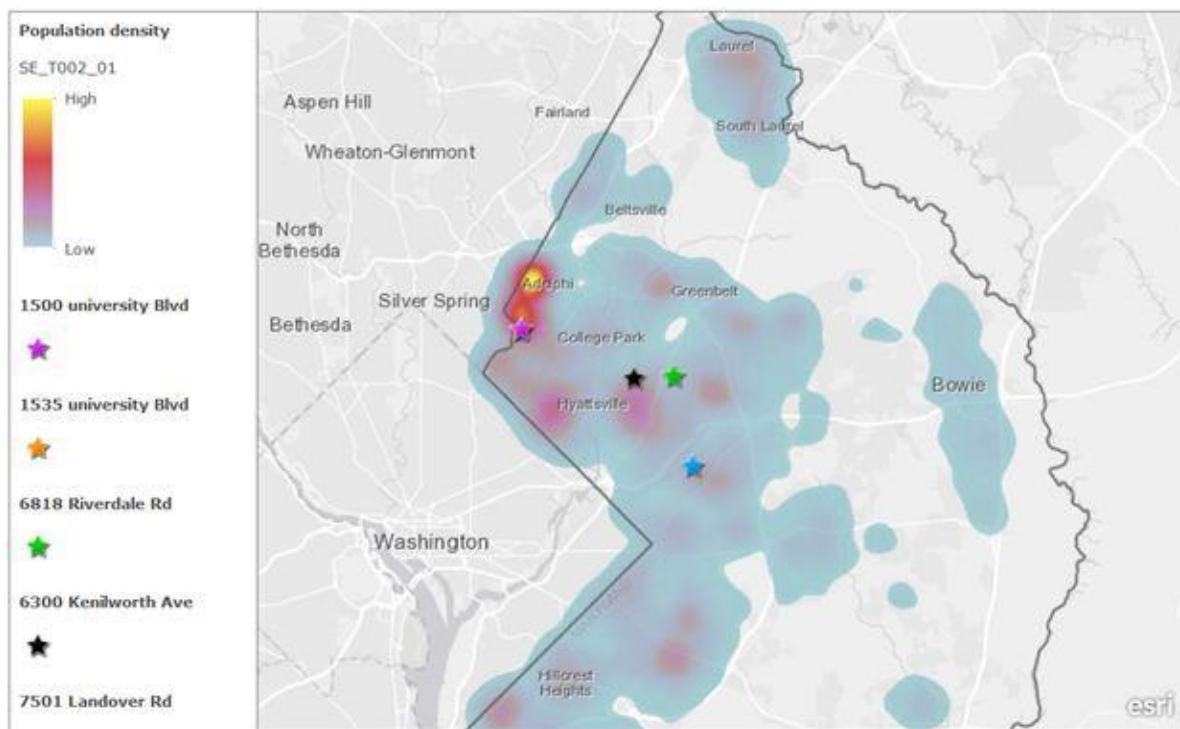 Population density
SE_T002_01
High
Low
1500 university Blvd
1535 university Blvd
6818 Riverdale Rd
6300 Kenilworth Ave
7501 Landover Rd
Laurel
Aspen Hill
Fairland
South Laurel
Wheaton-Glenmont
Beltsville
North
Bethesda
Adelphi
Silver Spring
Greenbelt
Bethesda
College Park
Bowie
Hyattsville
Washington
Hillcrest
Heights
esri